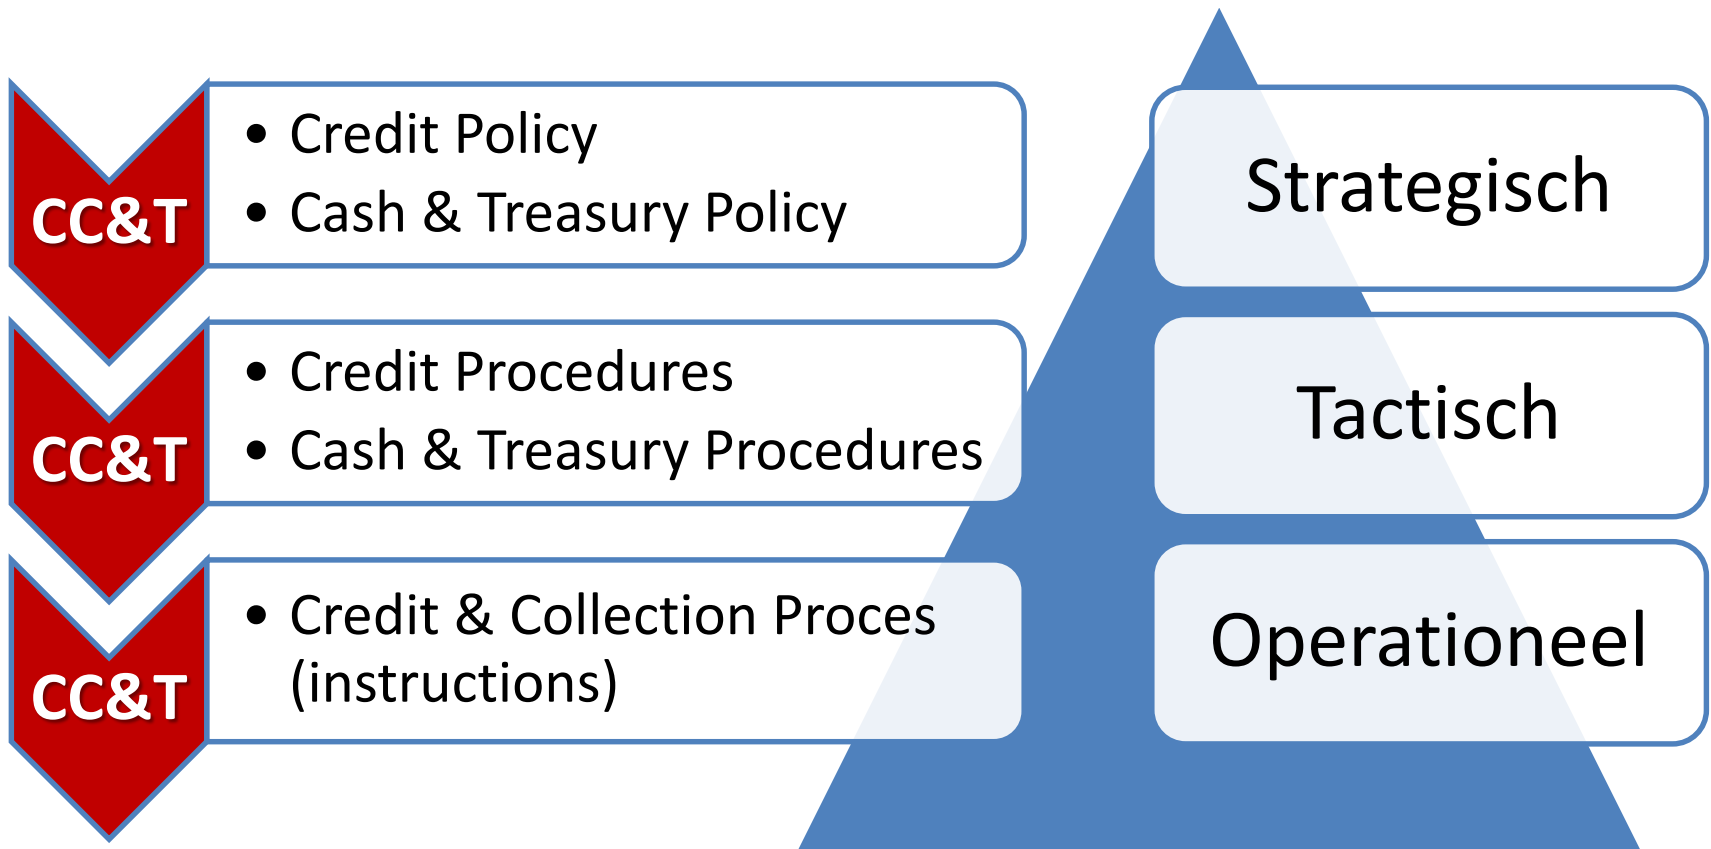 CC&T
• Credit Policy
• Cash & Treasury Policy
Strategisch
CC&T
• Credit Procedures
• Cash & Treasury Procedures
Tactisch
CC&T
• Credit & Collection Proces
(instructions)
Operationeel